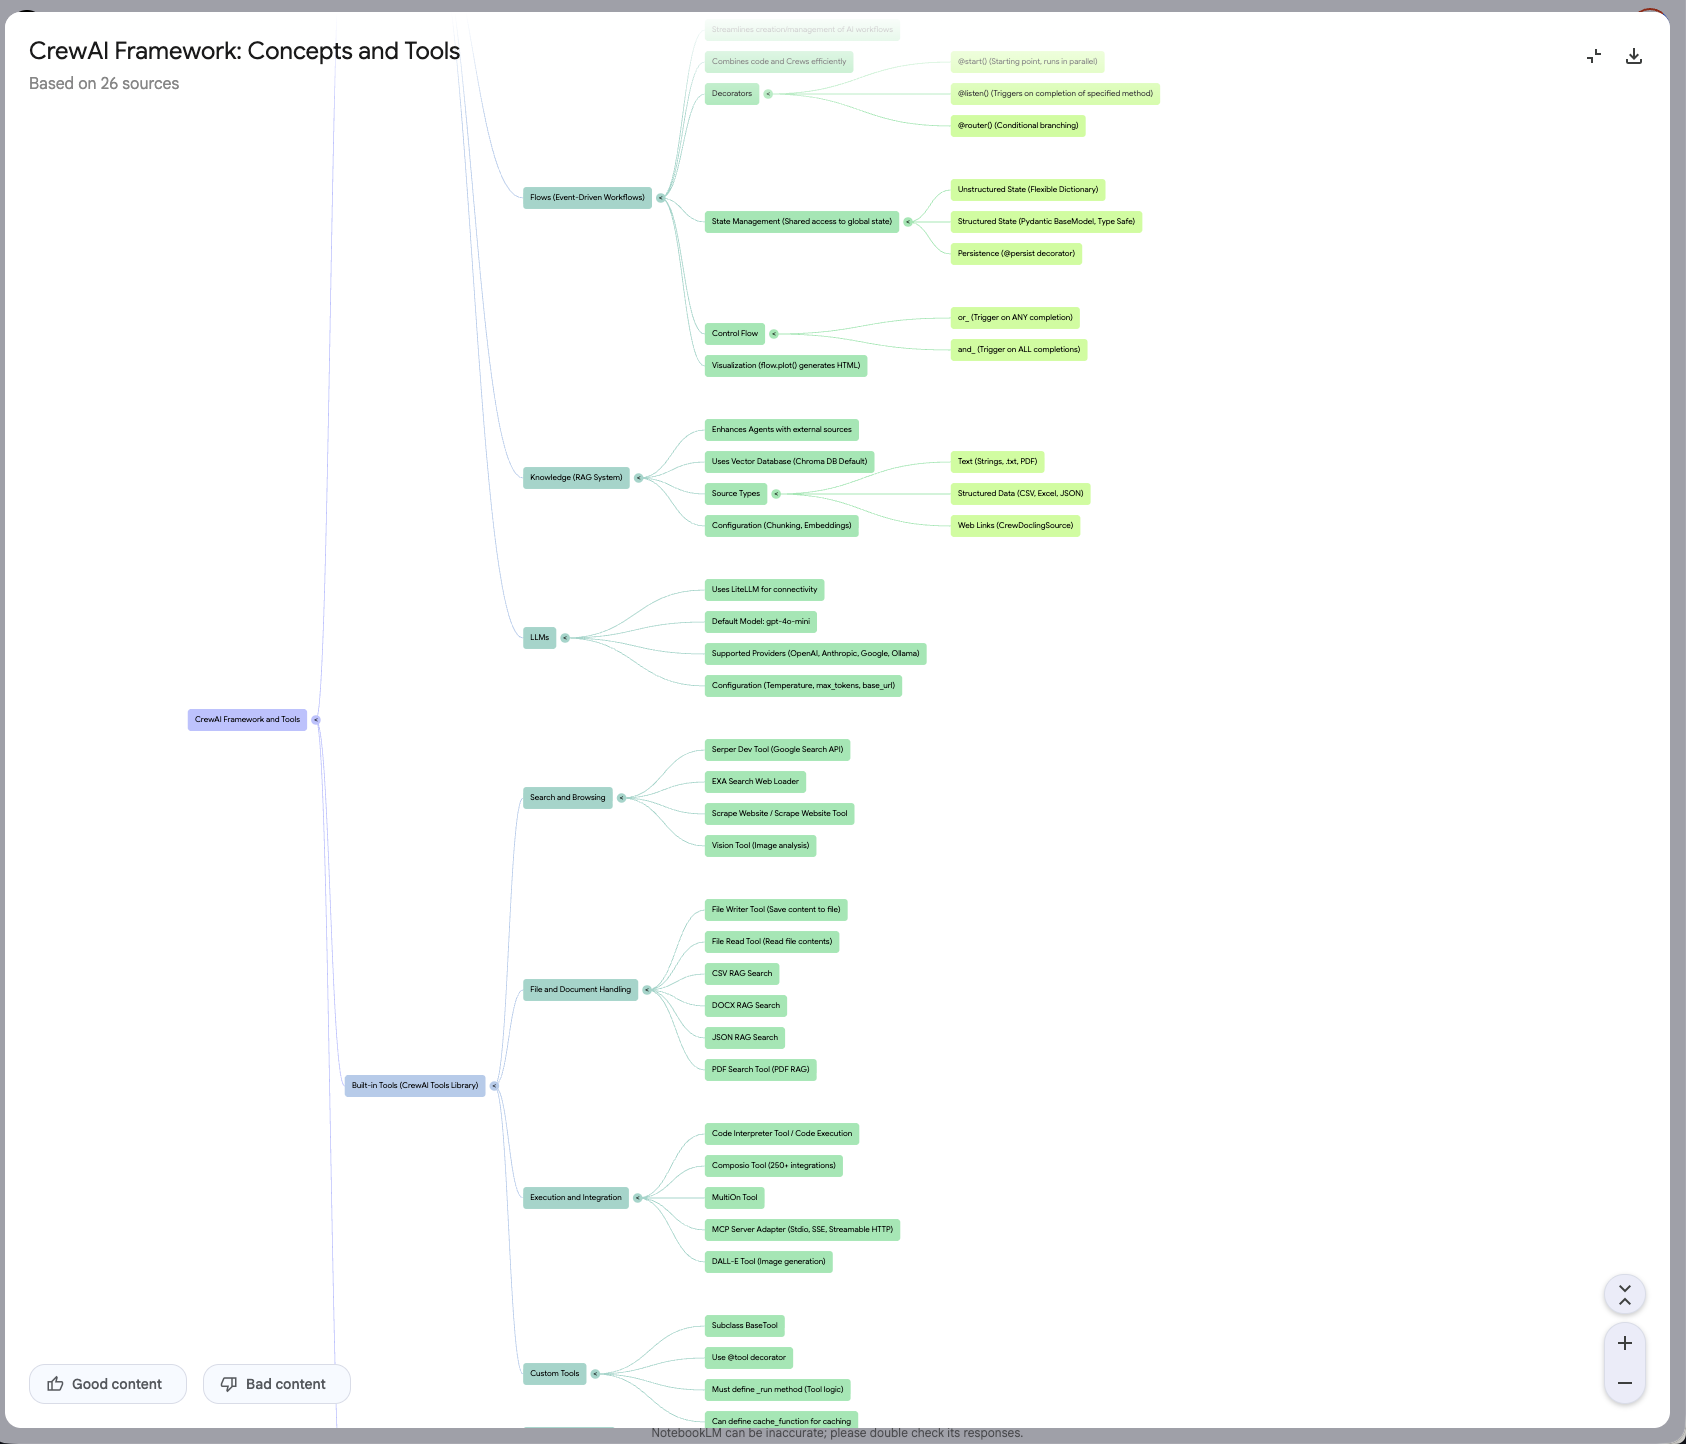 CrewAI Framework: Concepts and Tools
Based on 26 sources
Streamlines creation/management of AI workflows
Combines code and Crews efficiently
@start() (Starting point, runs in parallel)
Decorators
@listen() (Triggers on completion of specified method)
@router() (Conditional branching)
Flows (Event-Driven Workflows)
Unstructured State (Flexible Dictionary)
State Management (Shared access to global state)
Structured State (Pydantic BaseModel, Type Safe)
Persistence (@persist decorator)
or_ (Trigger on ANY completion)
Control Flow
and_ (Trigger on ALL completions)
Visualization (flow.plot() generates HTML)
Enhances Agents with external sources
Knowledge (RAG System)
Uses Vector Database (Chroma DB Default)
Text (Strings, .txt, PDF)
Source Types
Structured Data (CSV, Excel, JSON)
Configuration (Chunking, Embeddings)
Web Links (CrewDoclingSource)
Uses LiteLLM for connectivity
LLMs
Default Model: gpt-4o-mini
Supported Providers (OpenAI, Anthropic, Google, Ollama)
Configuration (Temperature, max_tokens, base_url)
CrewAI Framework and Tools
Serper Dev Tool (Google Search API)
Search and Browsing
EXA Search Web Loader
Scrape Website / Scrape Website Tool
Vision Tool (Image analysis)
File Writer Tool (Save content to file)
File Read Tool (Read file contents)
CSV RAG Search
File and Document Handling
DOCX RAG Search
JSON RAG Search
PDF Search Tool (PDF RAG)
Built-in Tools (CrewAI Tools Library)
Code Interpreter Tool / Code Execution
Composio Tool (250+ integrations)
Execution and Integration
MultiOn Tool
MCP Server Adapter (Stdio, SSE, Streamable HTTP)
DALL-E Tool (Image generation)
Subclass BaseTool
Use @tool decorator
Custom Tools
Must define _run method (Tool logic)
Can define cache_function for caching
Good content
Bad content
NotebookLM can be inaccurate; please double check its responses.